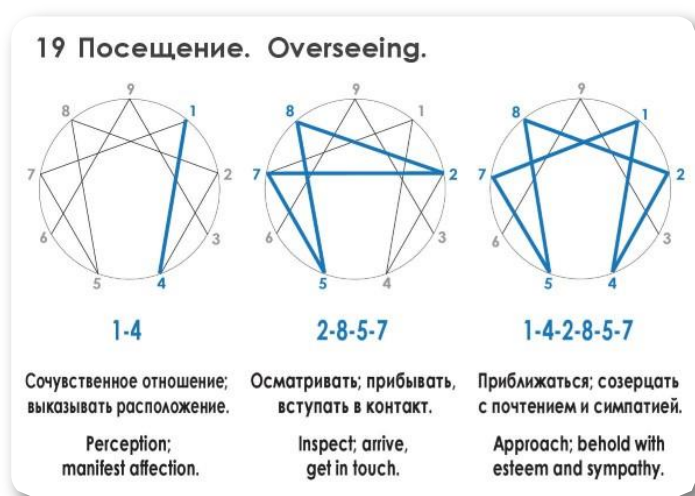 19 Посещение. Overseeing.
9
8 1
7 2
6 3
5 4
9
8 1
7 2
6 3
5 4
9
8 1
7 2
6 3
5 4
1-4
2-8-5-7
1-4-2-8-5-7
Сочувственное отношение;
выказывать расположение.
Осматривать; прибывать,
вступать в контакт.
Приближаться; созерцать
с почтением и симпатией.
Perception;
manifest affection.
Inspect; arrive,
get in touch.
Approach; behold with
esteem and sympathy.